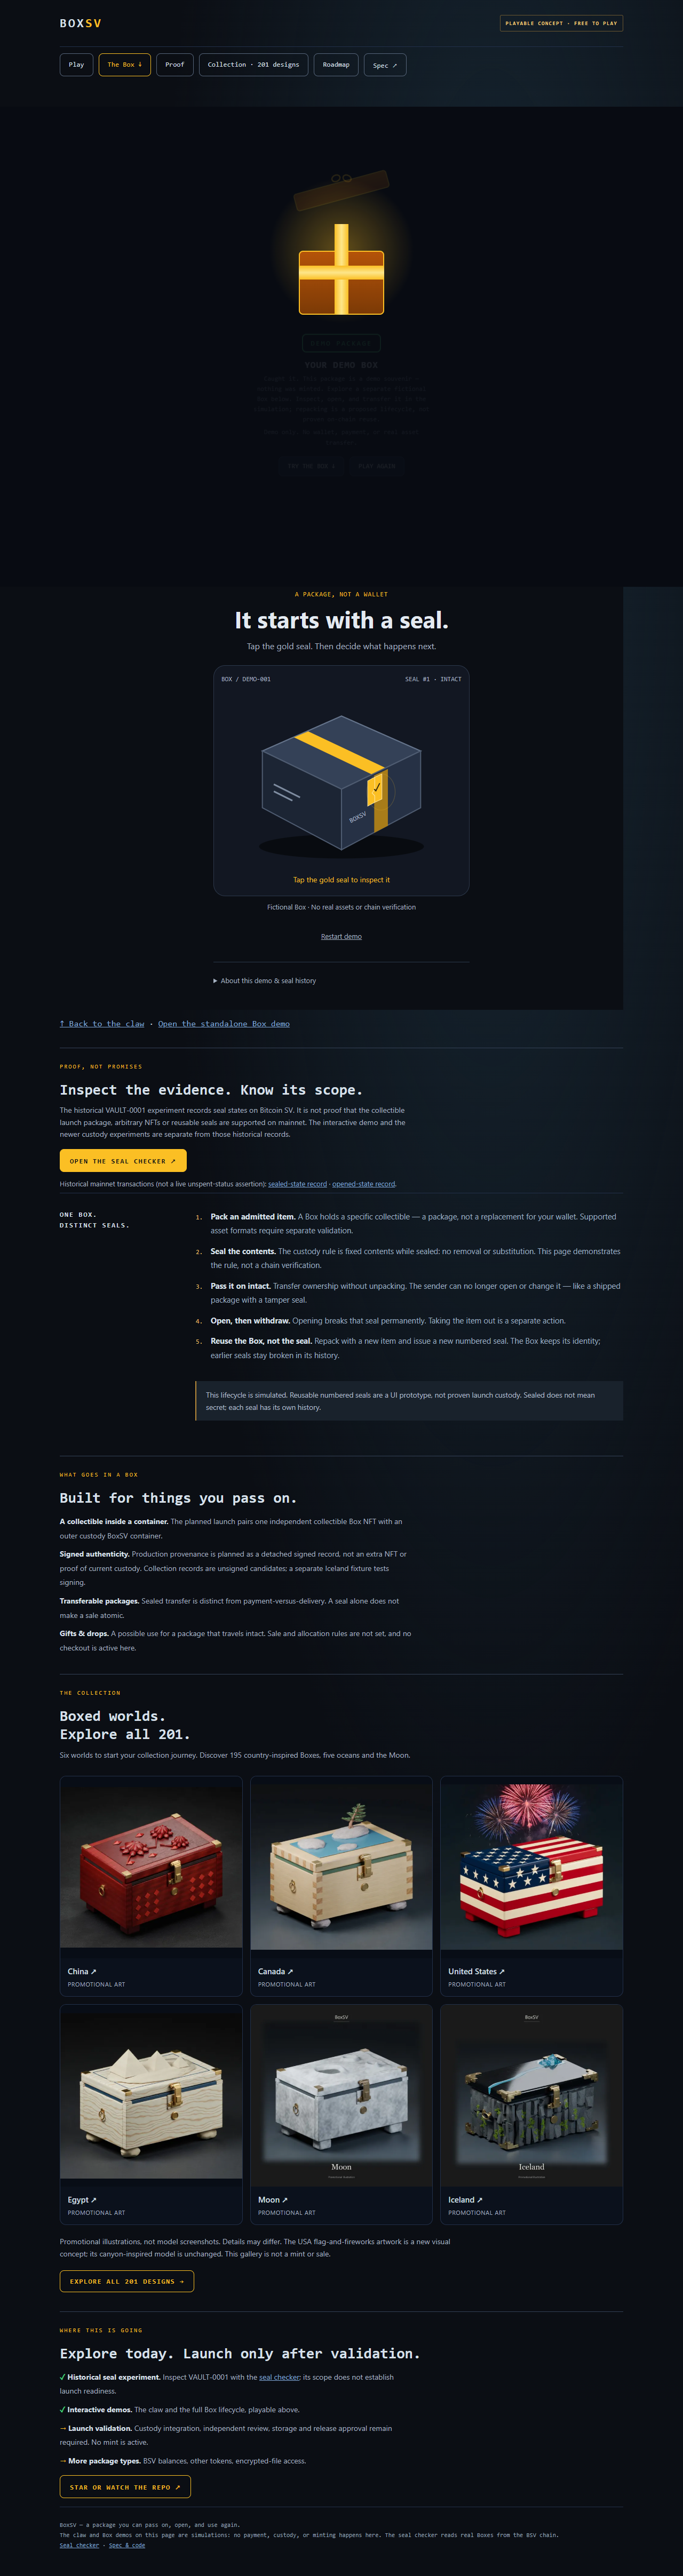 BOXSV
PLAYABLE CONCEPT · FREE TO PLAY
Play
The Box ↓
Proof
Collection · 201 designs
Roadmap
Spec ↗
YOUR DEMO BOX
A PACKAGE, NOT A WALLET
It starts with a seal.
Tap the gold seal. Then decide what happens next.
BOX / DEMO-001
SEAL #1 · INTACT
BOXSV
Tap the gold seal to inspect it
Fictional Box · No real assets or chain verification
Restart demo
▶ About this demo & seal history
↑ Back to the claw · Open the standalone Box demo
PROOF, NOT PROMISES
Inspect the evidence. Know its scope.
The historical VAULT-0001 experiment records seal states on Bitcoin SV. It is not proof that the collectible
launch package, arbitrary NFTs or reusable seals are supported on mainnet. The interactive demo and the
newer custody experiments are separate from those historical records.
OPEN THE SEAL CHECKER ↗
Historical mainnet transactions (not a live unspent-status assertion): sealed-state record · opened-state record.
ONE BOX.
DISTINCT SEALS.
1. Pack an admitted item. A Box holds a specific collectible — a package, not a replacement for your wallet. Supported
asset formats require separate validation.
2. Seal the contents. The custody rule is fixed contents while sealed: no removal or substitution. This page demonstrates
the rule, not a chain verification.
3. Pass it on intact. Transfer ownership without unpacking. The sender can no longer open or change it — like a shipped
package with a tamper seal.
4. Open, then withdraw. Opening breaks that seal permanently. Taking the item out is a separate action.
5. Reuse the Box, not the seal. Repack with a new item and issue a new numbered seal. The Box keeps its identity;
earlier seals stay broken in its history.
This lifecycle is simulated. Reusable numbered seals are a UI prototype, not proven launch custody. Sealed does not mean
secret; each seal has its own history.
WHAT GOES IN A BOX
Built for things you pass on.
A collectible inside a container. The planned launch pairs one independent collectible Box NFT with an
outer custody BoxSV container.
Signed authenticity. Production provenance is planned as a detached signed record, not an extra NFT or
proof of current custody. Collection records are unsigned candidates; a separate Iceland fixture tests
signing.
Transferable packages. Sealed transfer is distinct from payment-versus-delivery. A seal alone does not
make a sale atomic.
Gifts & drops. A possible use for a package that travels intact. Sale and allocation rules are not set, and no
checkout is active here.
THE COLLECTION
Boxed worlds.
Explore all 201.
Six worlds to start your collection journey. Discover 195 country-inspired Boxes, five oceans and the Moon.
China ↗
PROMOTIONAL ART
Canada ↗
PROMOTIONAL ART
United States ↗
PROMOTIONAL ART
BoxSV
Moon
BoxSV
Iceland
Egypt ↗
PROMOTIONAL ART
Moon ↗
PROMOTIONAL ART
Iceland ↗
PROMOTIONAL ART
Promotional illustrations, not model screenshots. Details may differ. The USA flag-and-fireworks artwork is a new visual
concept; its canyon-inspired model is unchanged. This gallery is not a mint or sale.
EXPLORE ALL 201 DESIGNS →
WHERE THIS IS GOING
Explore today. Launch only after validation.
✓ Historical seal experiment. Inspect VAULT-0001 with the seal checker; its scope does not establish
launch readiness.
✓ Interactive demos. The claw and the full Box lifecycle, playable above.
→ Launch validation. Custody integration, independent review, storage and release approval remain
required. No mint is active.
→ More package types. BSV balances, other tokens, encrypted-file access.
STAR OR WATCH THE REPO ↗
BoxSV — a package you can pass on, open, and use again.
The claw and Box demos on this page are simulations: no payment, custody, or minting happens here. The seal checker reads real Boxes from the BSV chain.
Seal checker · Spec & code